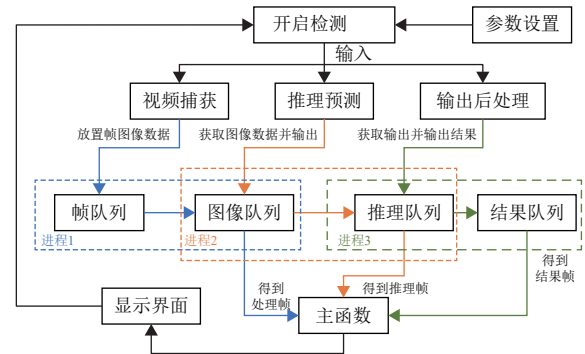 开启检测
参数设置
输入
视频捕获
推理预测
输出后处理
放置帧图像数据
获取图像数据并输出
获取输出并输出结果
帧队列
图像队列
推理队列
结果队列
进程1
进程2
进程3
得到
处理帧
得到推理帧
得到
结果帧
显示界面
主函数